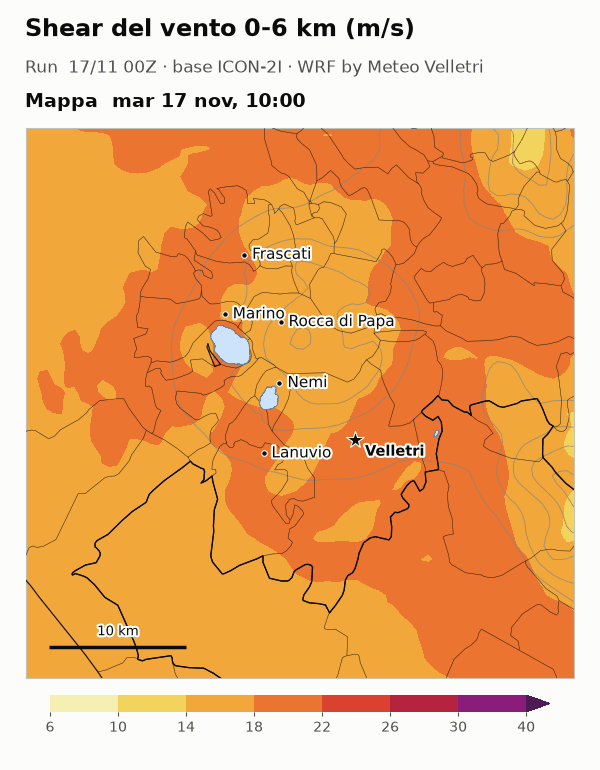 Shear del vento 0-6 km (m/s)
Run  17/11 00Z · base ICON-2I · WRF by Meteo Velletri
Mappa  mar 17 nov, 10:00
Frascati
Marino
Rocca di Papa
Nemi
Velletri
Lanuvio
10 km
6 10 14 18 22 26 30 40